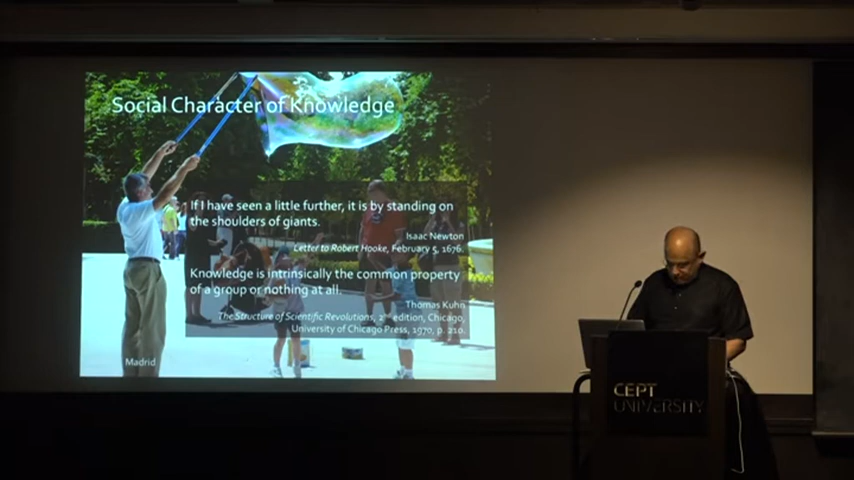 Social Character of Knowledge
If I have seen a little further, it is by standing on
the shoulders of giants.
Isaac Newton
Letter to Robert Hooke, February 5, 1676.
Knowledge is intrinsically the common property
of a group or nothing at all.
Thomas Kuhn
The Structure of Scientific Revolutions, 2nd edition, Chicago,
University of Chicago Press, 1970, p. 210.
Madrid
CEPT
UNIVERSITY